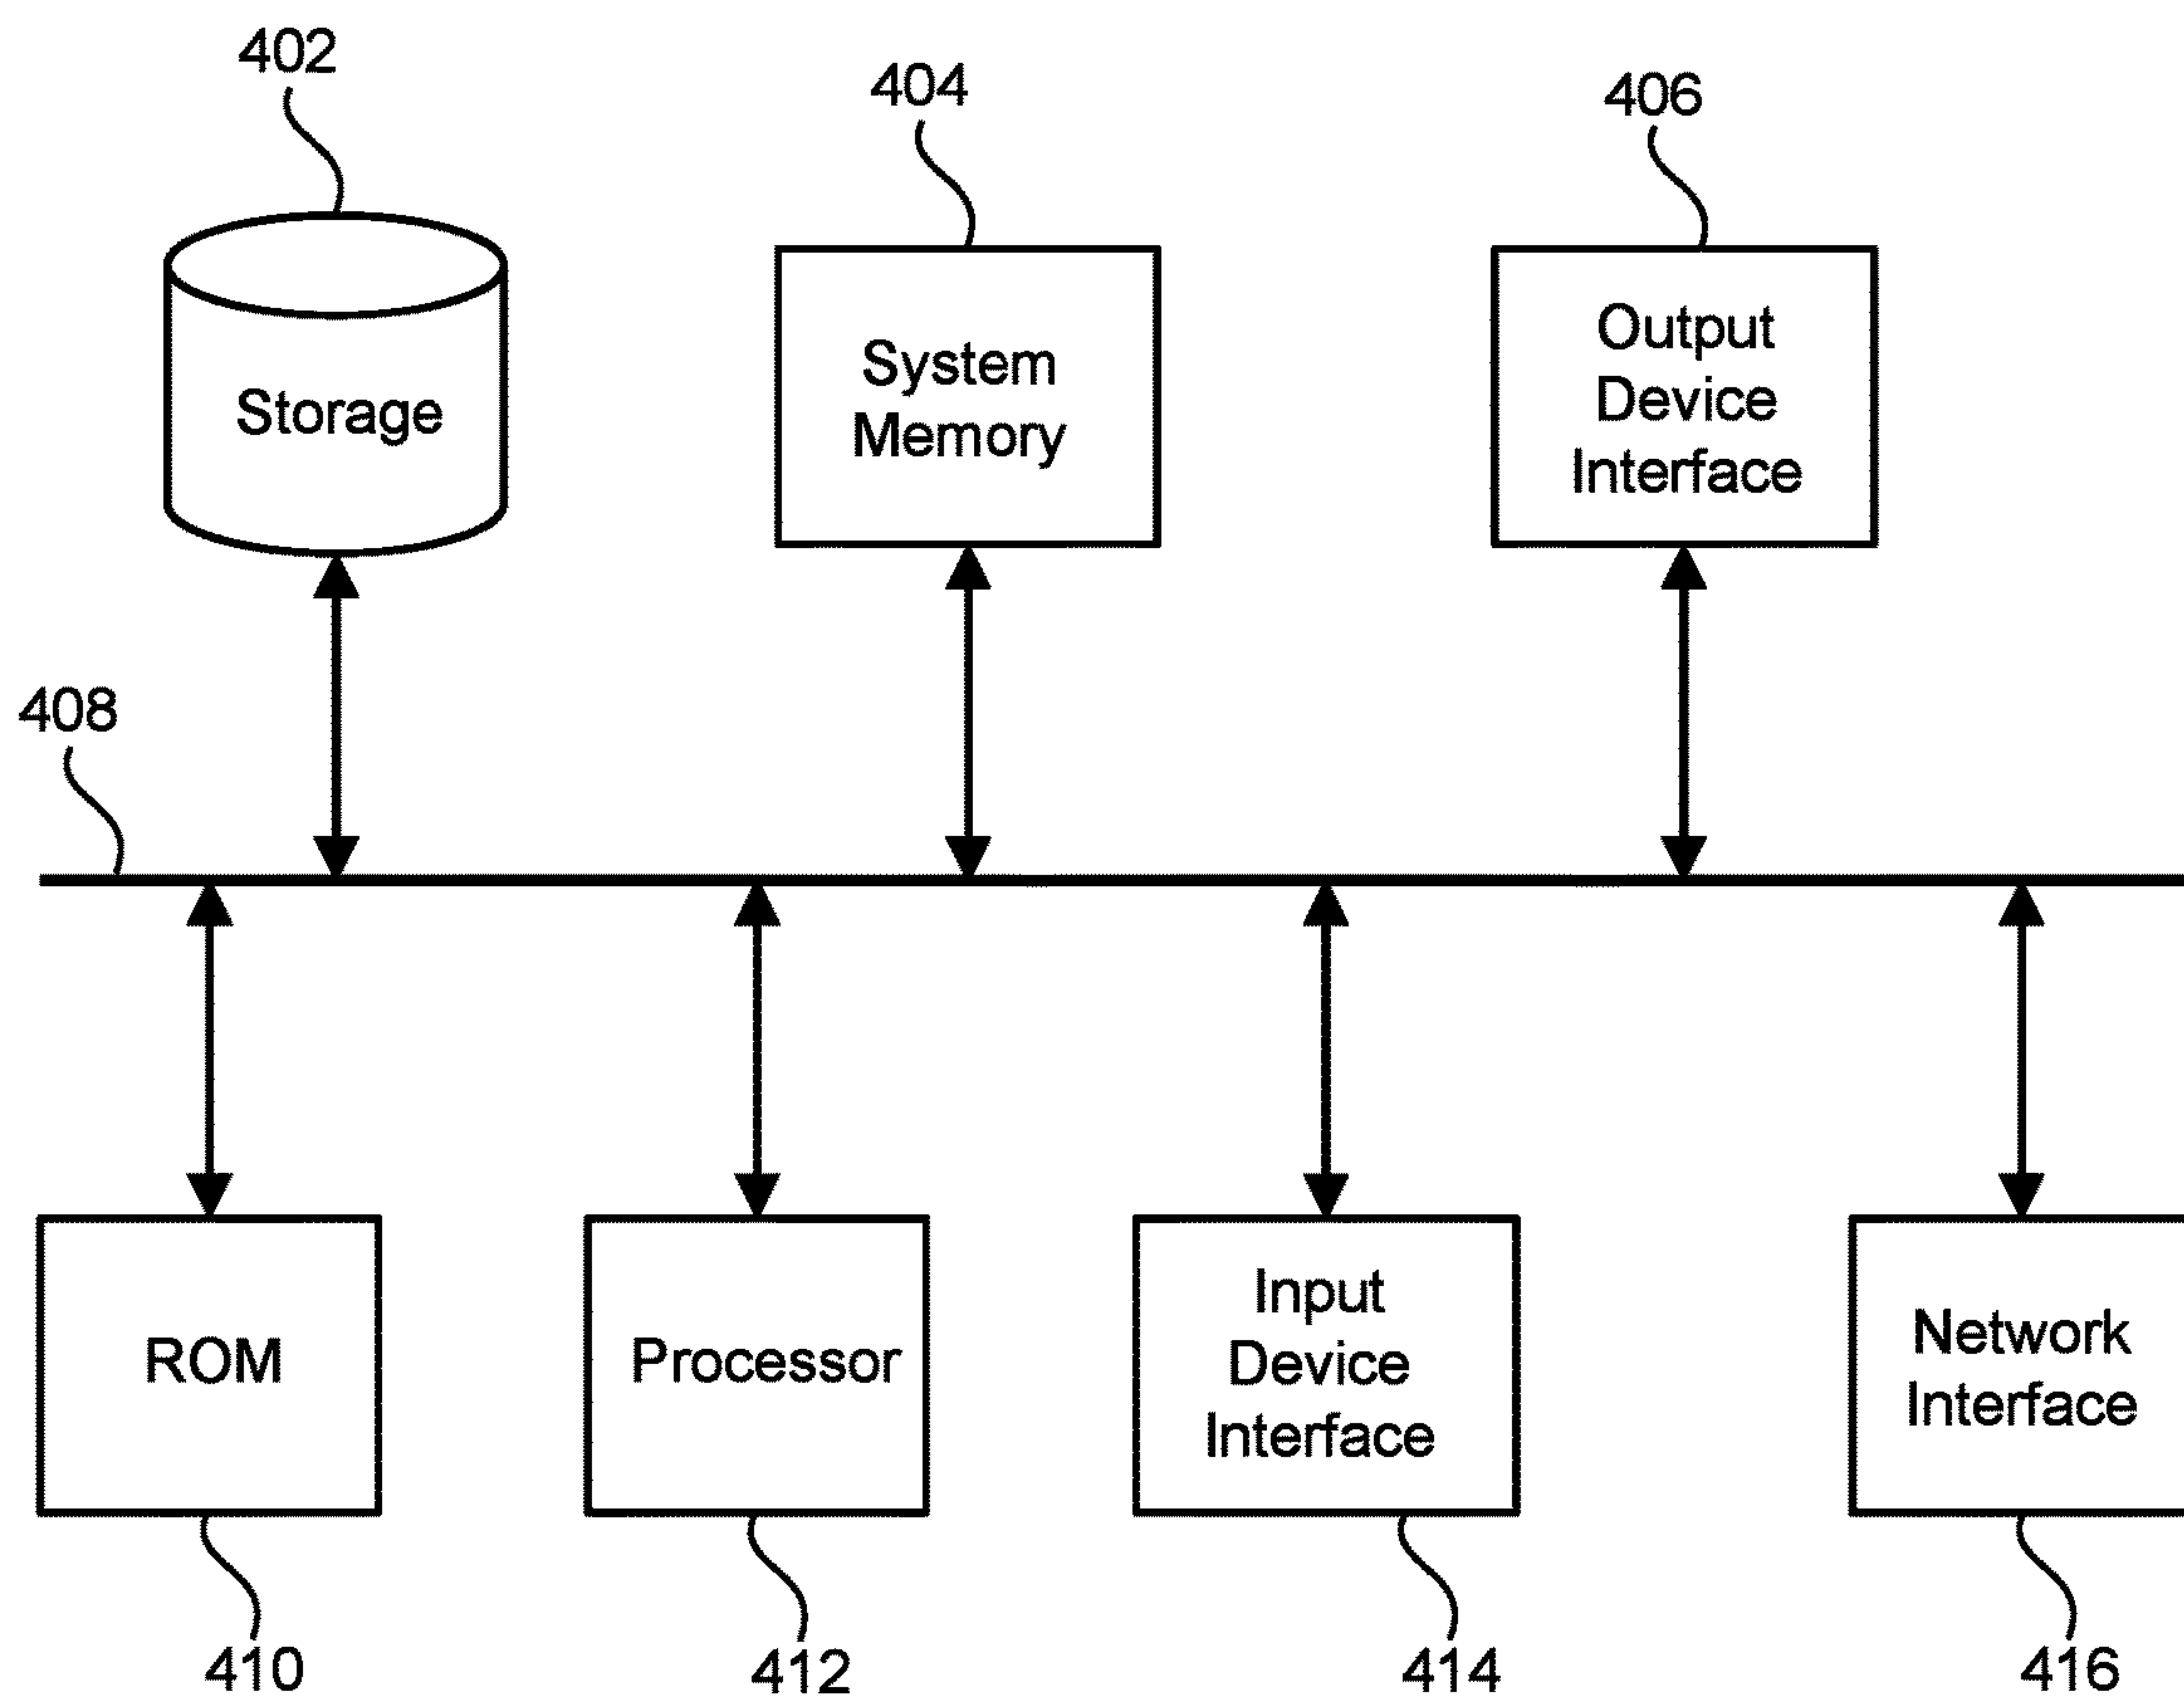 402
404
406
Storage
System
Memory
Output
Device
Interface
408
ROM
Processor
Input
Device
Interface
Network
Interface
410
412
414
416